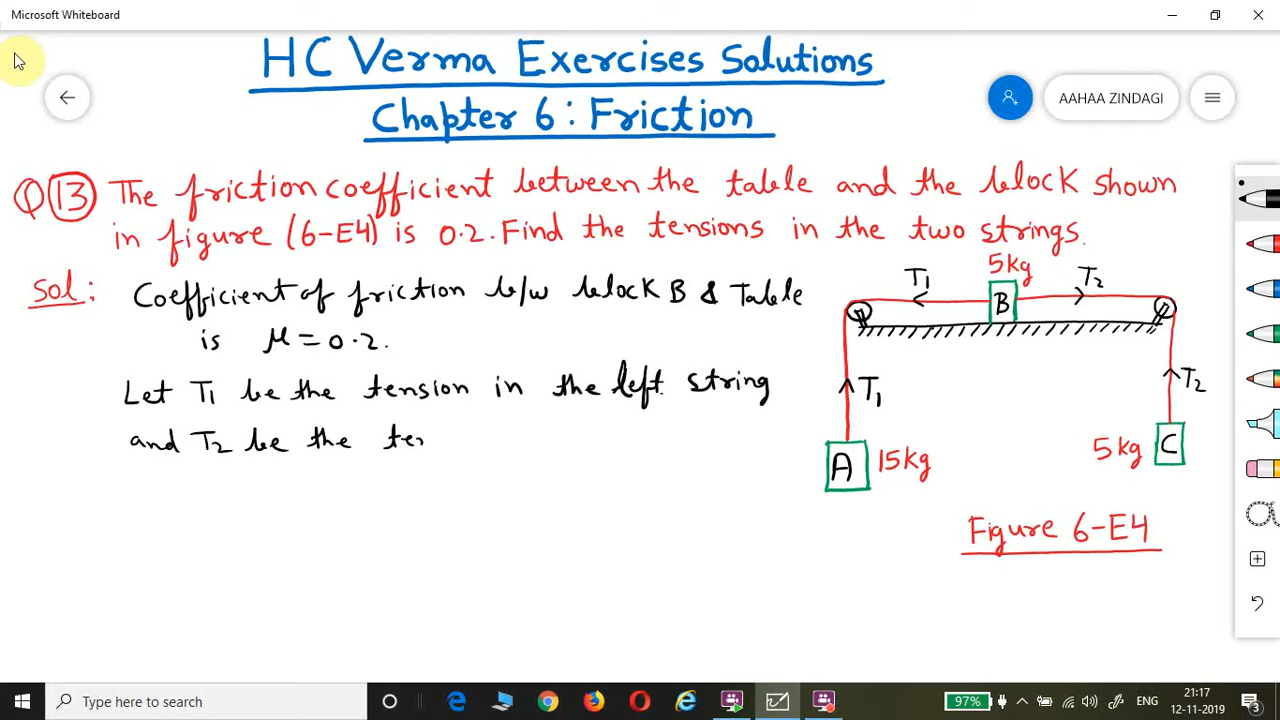 Microsoft Whiteboard
HC Verma Exercises Solutions
Chapter 6 : Friction
AAHAA ZINDAGI
Q 13 The friction coefficient between the table and the block shown
in figure (6-E4) is 0.2. Find the tensions in the two strings.
Sol: Coefficient of friction b/w block B & Table
is μ = 0.2.
Let T1 be the tension in the left string
and T2 be the te
5kg
T1
B
T2
T1
T2
A
15kg
5kg
C
Figure 6-E4
Type here to search
97%
ENG
21:17
12-11-2019
3